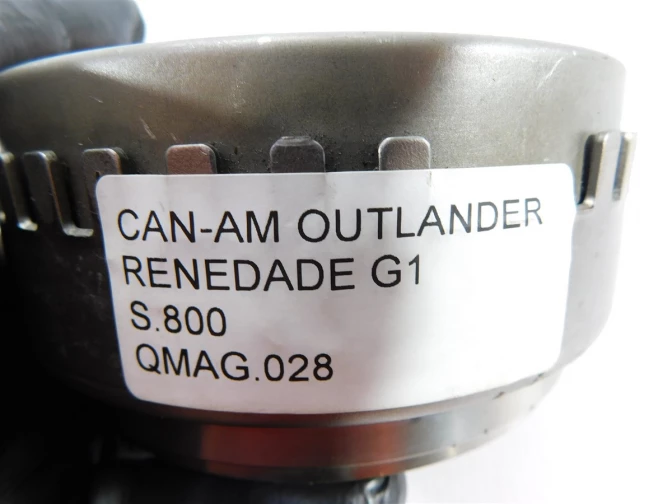 CAN-AM OUTLANDER
RENEDADE G1
S.800
QMAG.028